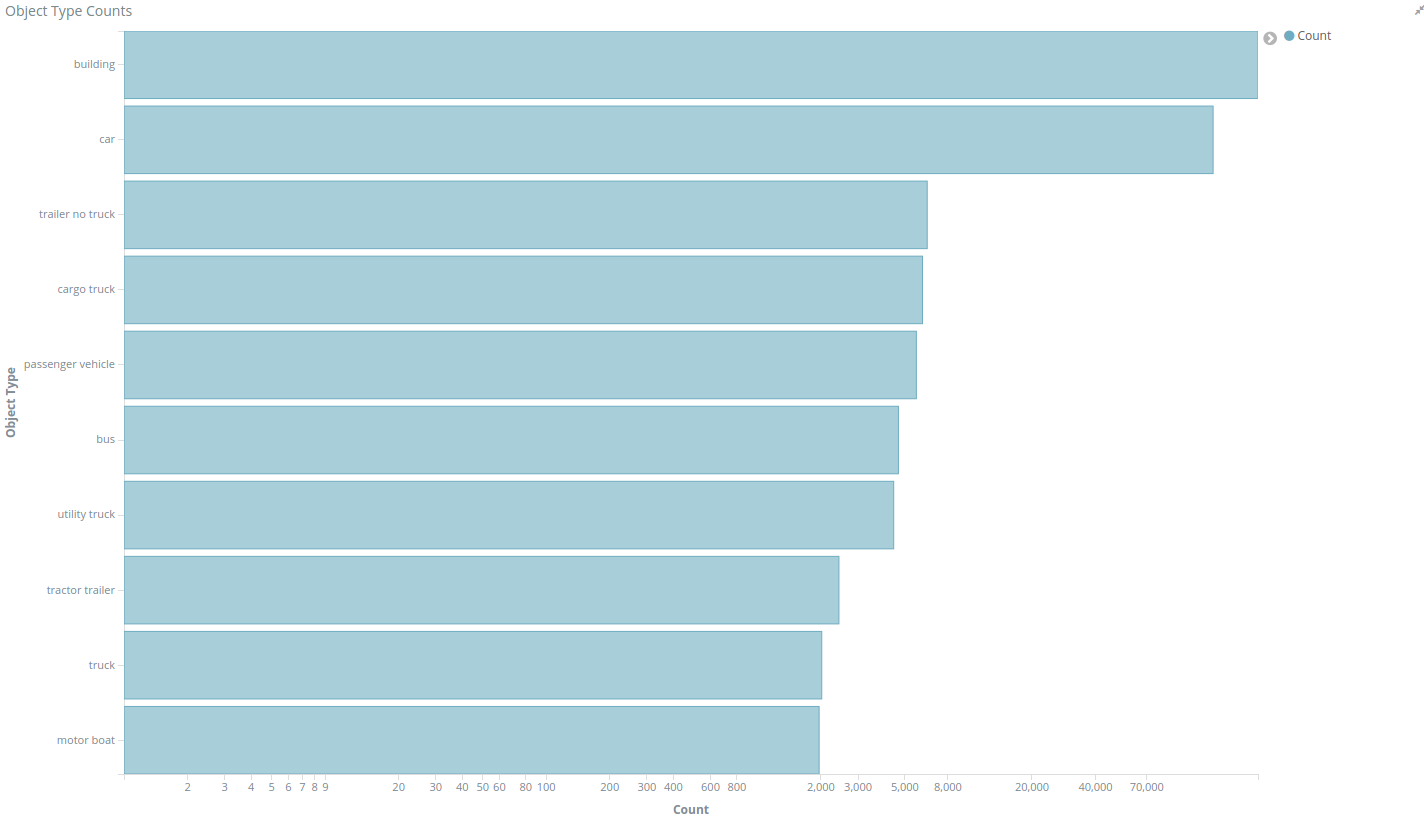 Object Type Counts
Count
building
car
trailer no truck
cargo truck
passenger vehicle
bus
utility truck
tractor trailer
truck
motor boat
Object Type
2 3 4 5 6 7 8 9 20 30 40 50 60 80 100 200 300 400 600 800 2,000 3,000 5,000 8,000 20,000 40,000 70,000
Count